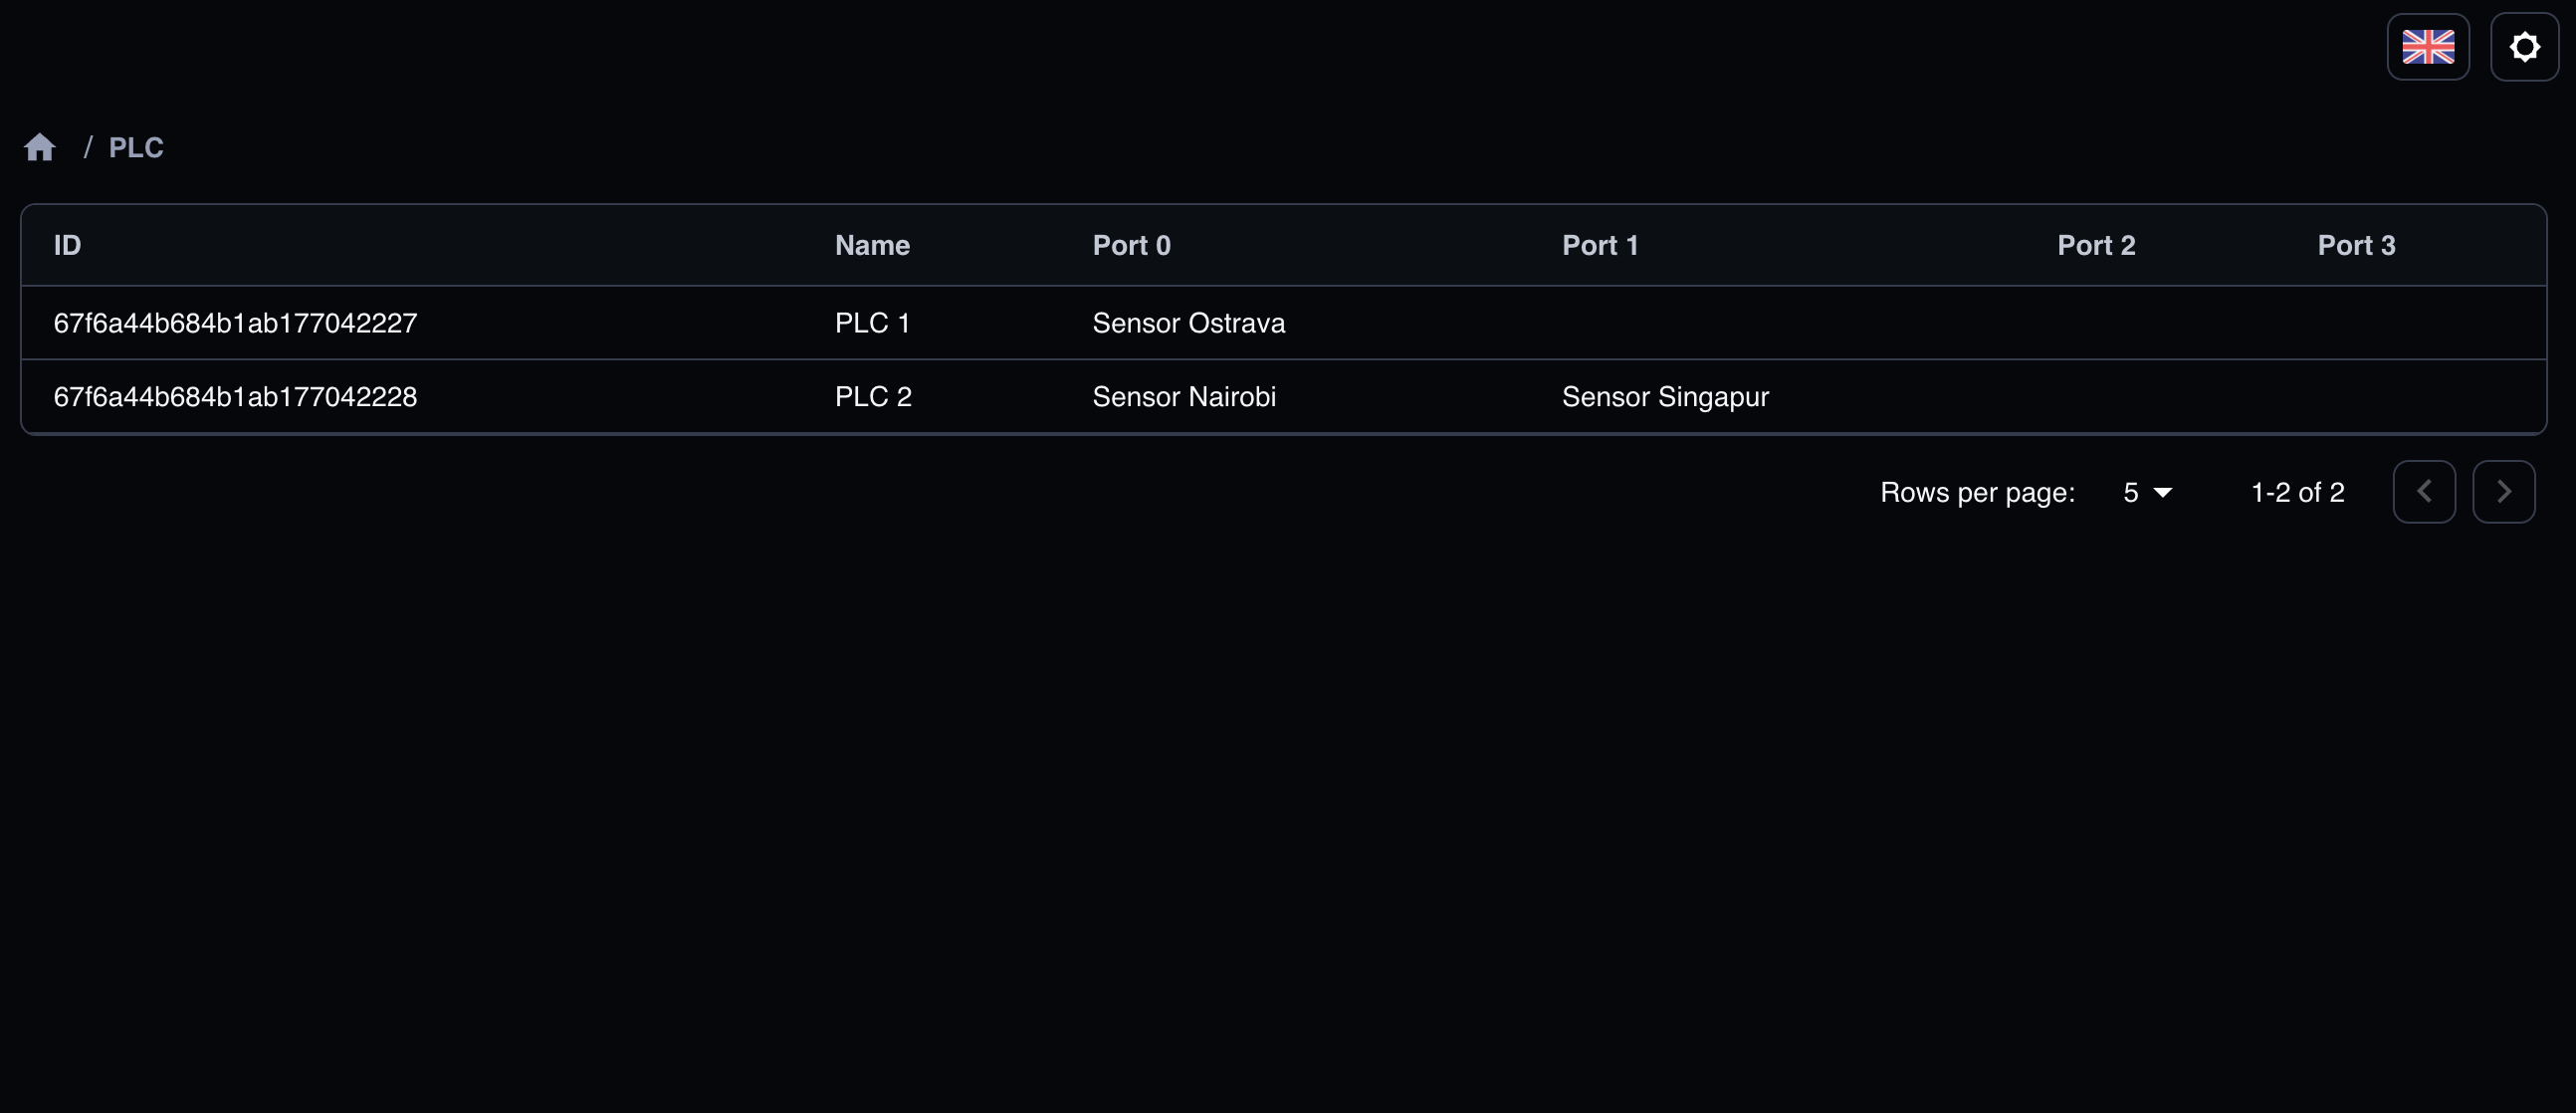 / PLC
ID Name Port 0 Port 1 Port 2 Port 3
67f6a44b684b1ab177042227 PLC 1 Sensor Ostrava
67f6a44b684b1ab177042228 PLC 2 Sensor Nairobi Sensor Singapur
Rows per page: 5 1-2 of 2